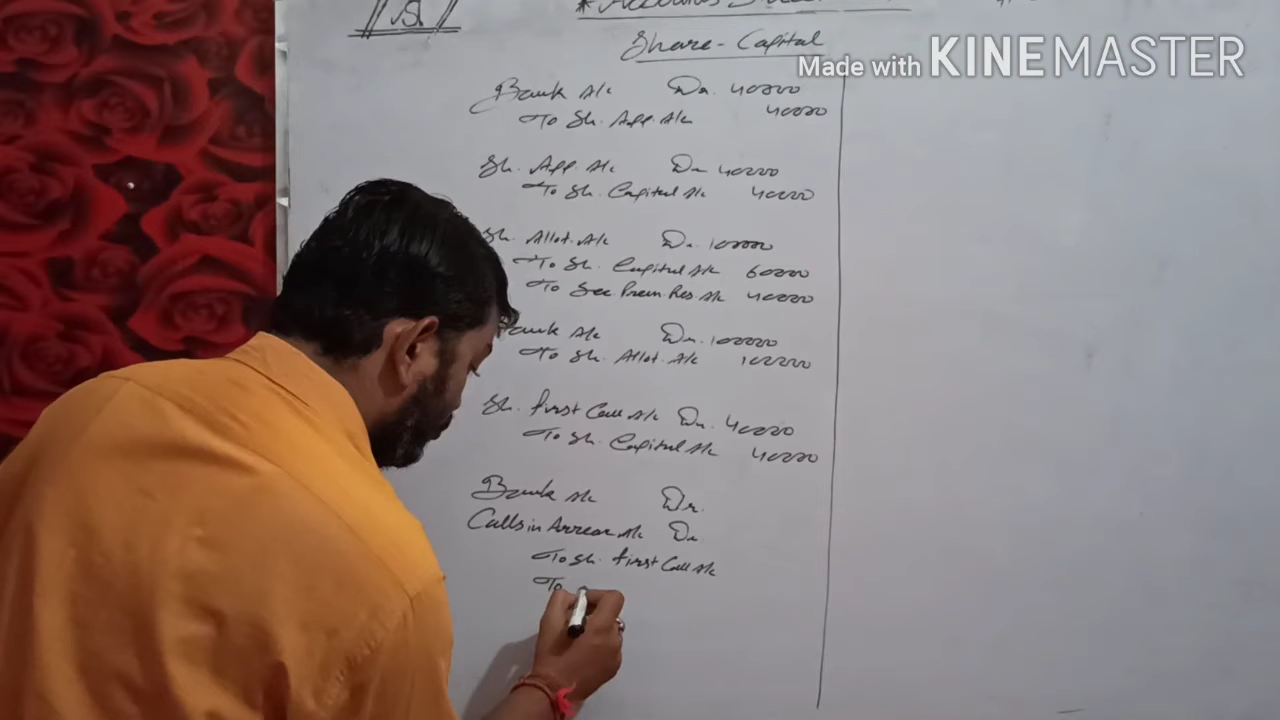 Share-Capital
Made with KINEMASTER
Bank A/c Dr. 40000
To Sh. App. A/c 40000
Sh. App. A/c Dr 40000
To Sh. Capital A/c 40000
Sh. Allot. A/c Dr. 100000
To Sh. Capital A/c 60000
To Sec Prem Res. A/c 40000
Bank A/c Dr. 100000
To Sh. Allot. A/c 100000
Sh. first Call A/c Dr. 40000
To Sh. Capital A/c 40000
Bank A/c Dr.
Calls in Arrear A/c Dr.
To Sh. first Call A/c
To